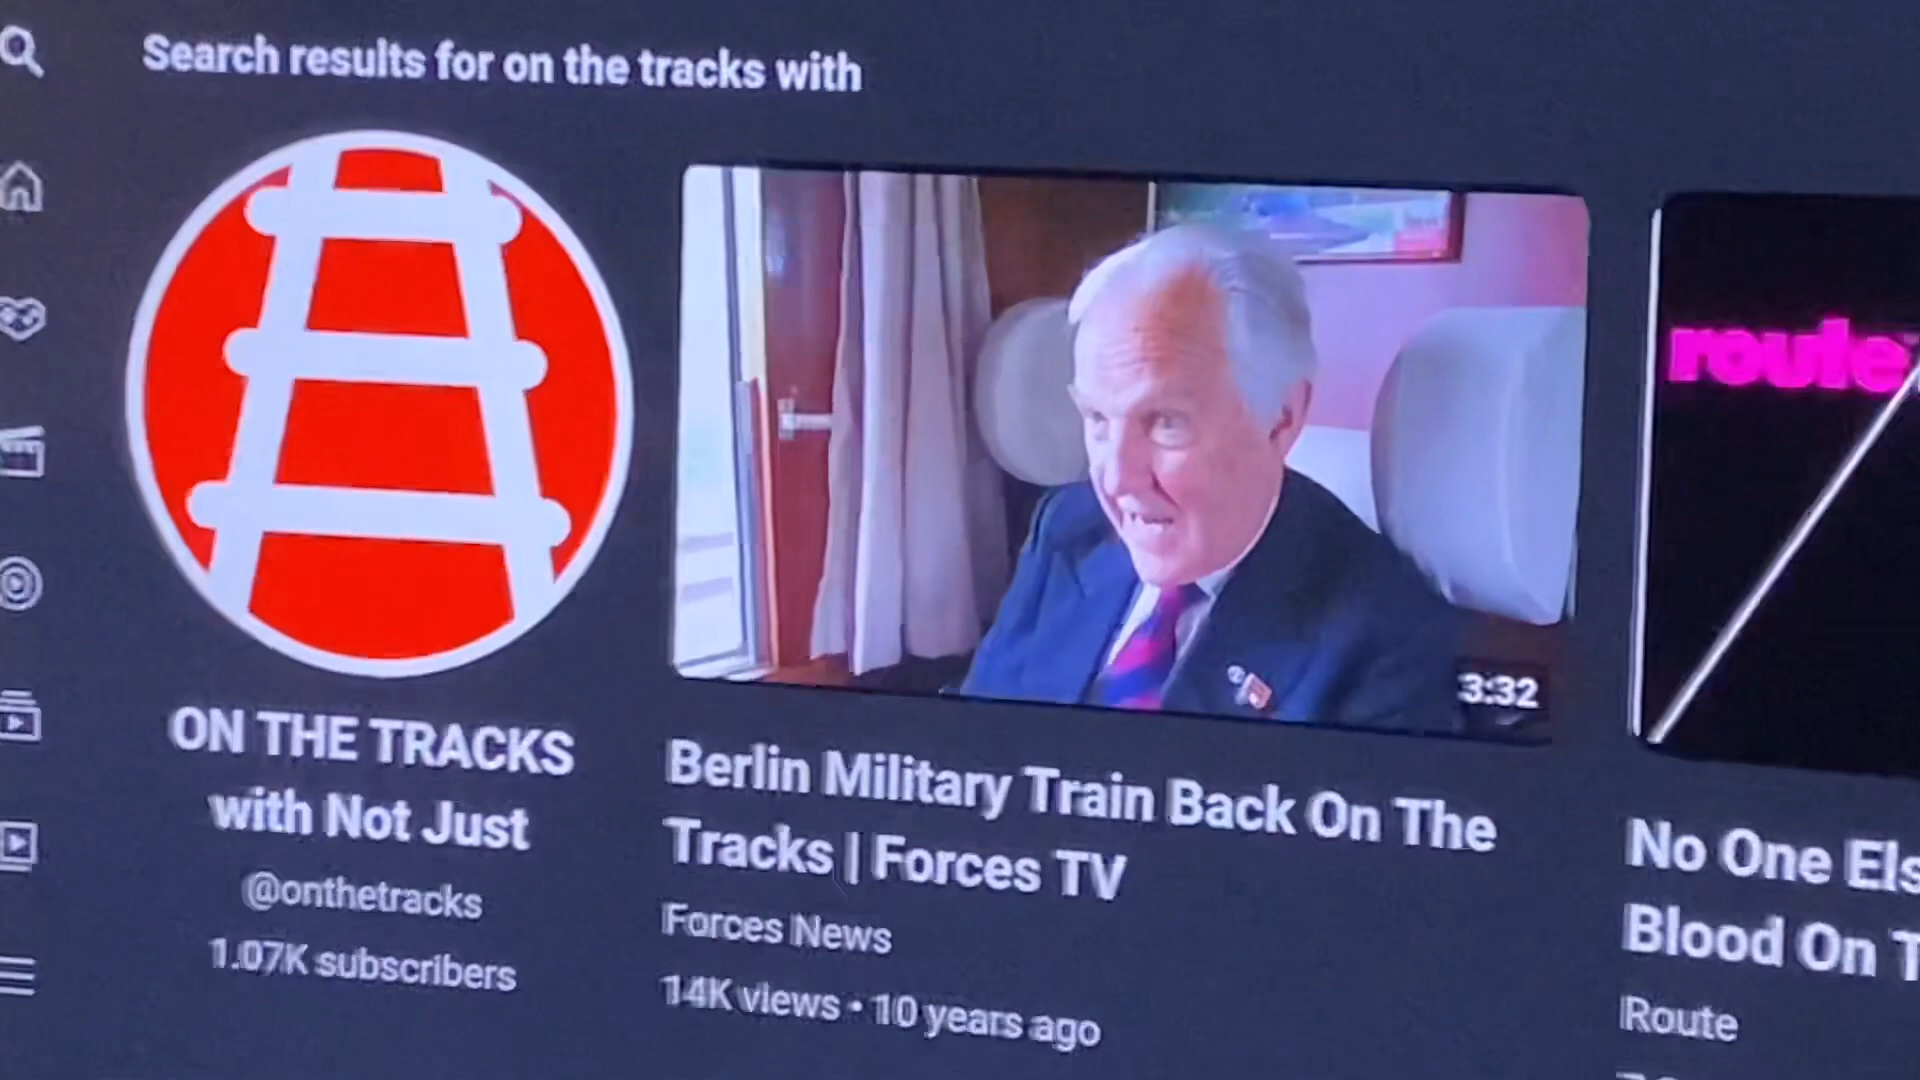 Search results for on the tracks with
ON THE TRACKS
with Not Just
@onthetracks
1.07K subscribers
3:32
Berlin Military Train Back On The
Tracks | Forces TV
Forces News
14K views • 10 years ago
route
No One Els
Blood On T
Route